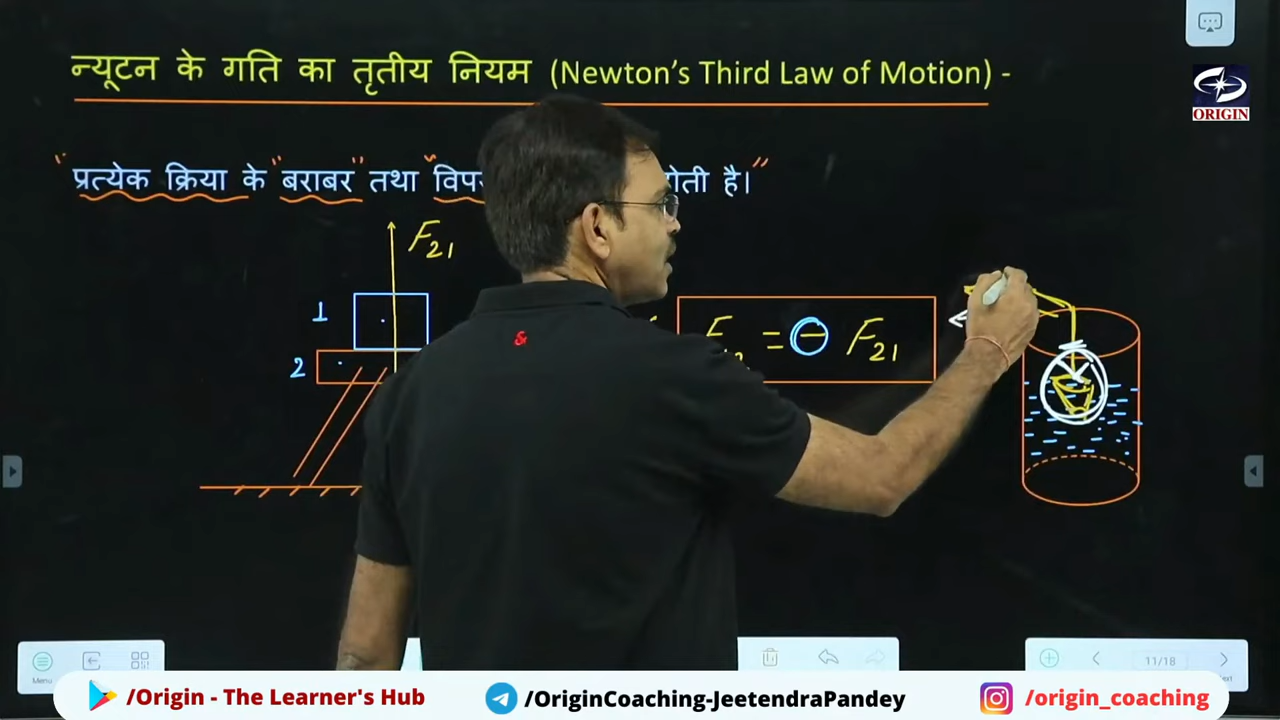 न्यूटन के गति का तृतीय नियम (Newton's Third Law of Motion) -
ORIGIN
"प्रत्येक क्रिया के "बराबर" तथा " होती है।"
F₂₁
1
2
= ⊖ F₂₁
&
Menu
11/18
/Origin - The Learner's Hub
/OriginCoaching-JeetendraPandey
/origin_coaching